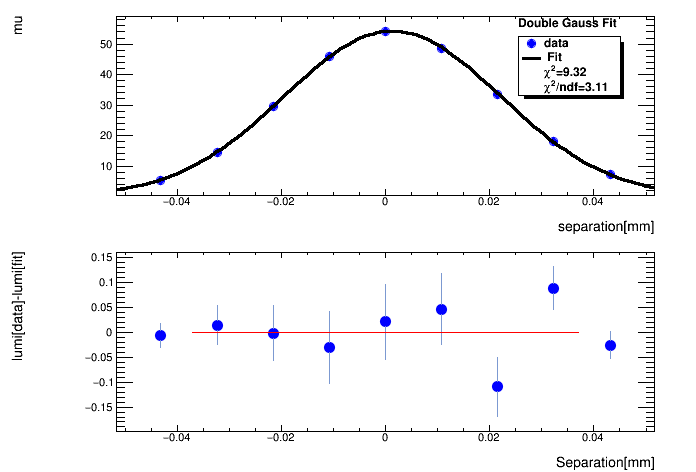 Double Gauss Fit
mu
data
Fit
χ²=9.32
χ²/ndf=3.11
50
40
30
20
10
−0.04
−0.02
0
0.02
0.04
separation[mm]
lumi[data]-lumi[fit]
0.15
0.1
0.05
0
−0.05
−0.1
−0.15
−0.04
−0.02
0
0.02
0.04
Separation[mm]